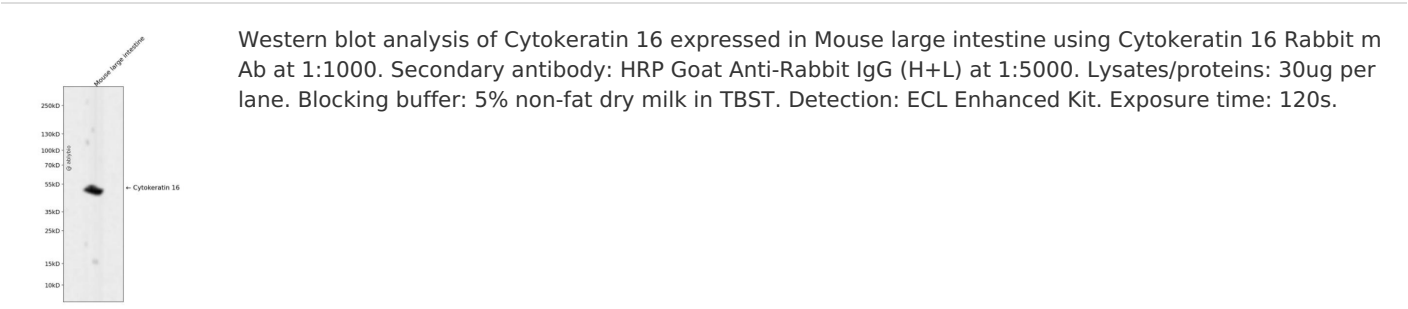 Western blot analysis of Cytokeratin 16 expressed in Mouse large intestine using Cytokeratin 16 Rabbit m
Ab at 1:1000. Secondary antibody: HRP Goat Anti-Rabbit IgG (H+L) at 1:5000. Lysates/proteins: 30ug per
lane. Blocking buffer: 5% non-fat dry milk in TBST. Detection: ECL Enhanced Kit. Exposure time: 120s.
Mouse large intestine
250kD
130kD
100kD
70kD
55kD
← Cytokeratin 16
35kD
25kD
15kD
10kD